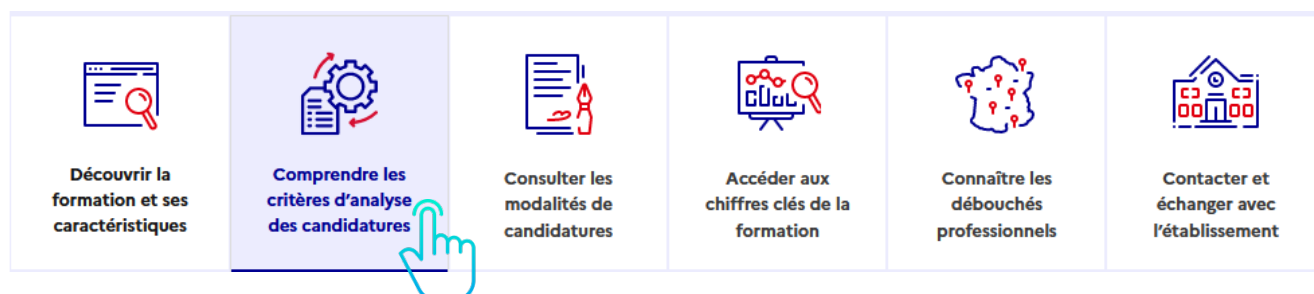 Découvrir la
formation et ses
caractéristiques
Comprendre les
critères d'analyse
des candidatures
Consulter les
modalités de
candidatures
Accéder aux
chiffres clés de la
formation
Connaître les
débouchés
professionnels
Contacter et
échanger avec
l'établissement